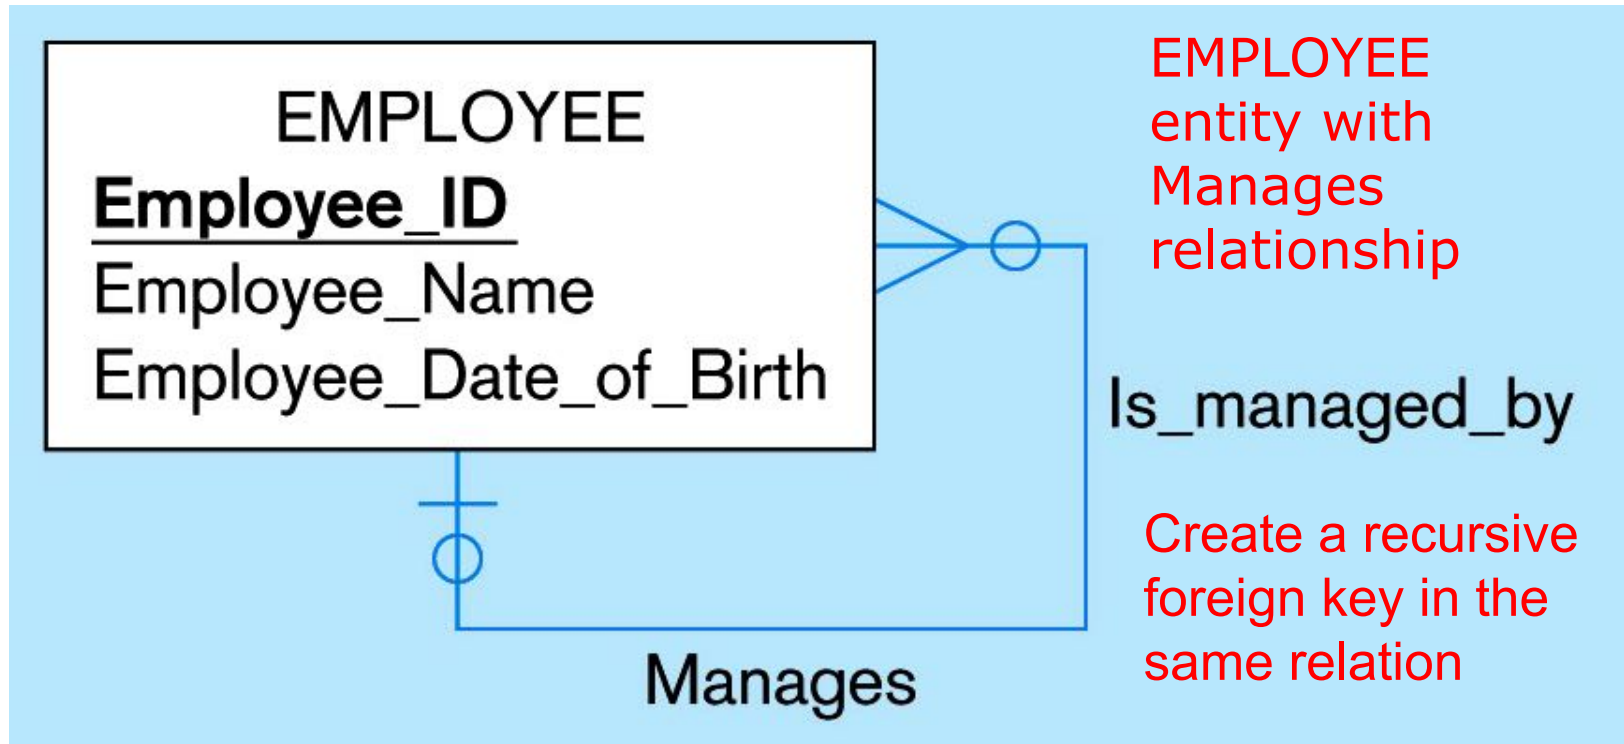 EMPLOYEE
Employee_ID
Employee_Name
Employee_Date_of_Birth
EMPLOYEE
entity with
Manages
relationship
Is_managed_by
Manages
Create a recursive
foreign key in the
same relation